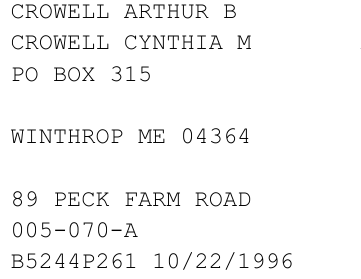 CROWELL ARTHUR B
CROWELL CYNTHIA M
PO BOX 315
WINTHROP ME 04364
89 PECK FARM ROAD
005-070-A
B5244P261 10/22/1996